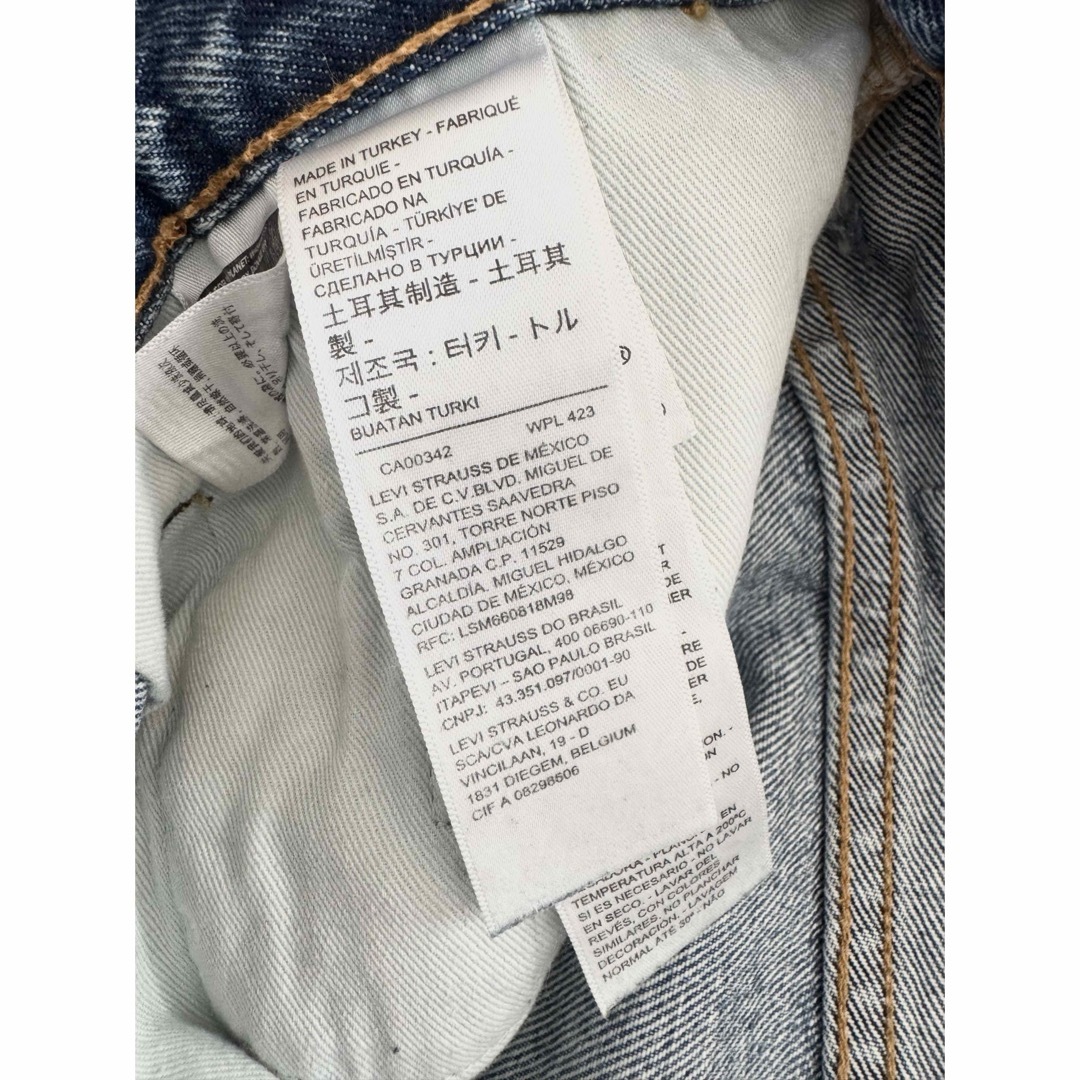 MADE IN TURKEY - FABRIQUÉ
EN TURQUIE -
FABRICADO EN TURQUÍA -
FABRICADO NA
TURQUÍA - TÜRKİYE' DE
ÜRETİLMİŞTİR -
СДЕЛАНО В ТУРЦИИ -
土耳其制造 - 土耳其
製 -
제조국 : 터키 - トル
コ製 -
BUATAN TURKI
CA00342 WPL 423
LEVI STRAUSS DE MÉXICO
S.A. DE C.V.BLVD. MIGUEL DE
CERVANTES SAAVEDRA
NO. 301, TORRE NORTE PISO
7 COL. AMPLIACIÓN
GRANADA C.P. 11529
ALCALDÍA, MIGUEL HIDALGO
CIUDAD DE MÉXICO, MÉXICO
RFC: LSM660818M98
LEVI STRAUSS DO BRASIL
AV. PORTUGAL, 400 06690-110
ITAPEVI – SAO PAULO BRASIL
CNPJ: 43.351.097/0001-90
LEVI STRAUSS & CO. EU
SCA/CVA LEONARDO DA
VINCILAAN, 19 - D
1831 DIEGEM, BELGIUM
CIF A 08298606
EN
TEMPERATURA ALTA A 200ºC
SI ES NECESARIO - NO LAVAR
EN SECO. - LAVAR DEL
REVÉS, CON COLORES
SIMILARES. NO PLANCHAR
DECORACIÓN. LAVAGEM
NORMAL ATÉ 30º - NÃO